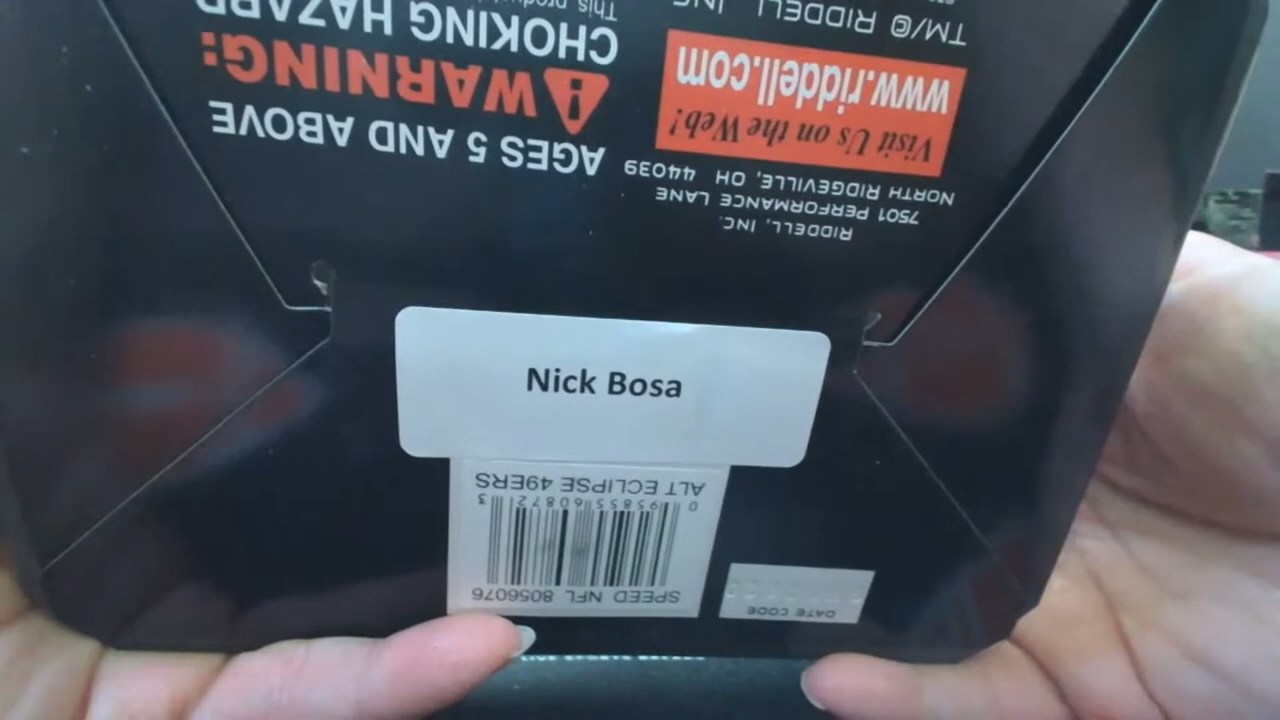 Nick Bosa
DATE CODE
SPEED NFL 8056076
0 95855 60872 3
ALT ECLIPSE 49ERS
RIDDELL, INC.
7501 PERFORMANCE LANE
NORTH RIDGEVILLE, OH 44039
Visit Us on the Web!
www.riddell.com
TM/© RIDDELL, INC
AGES 5 AND ABOVE
WARNING:
CHOKING HAZARD
This